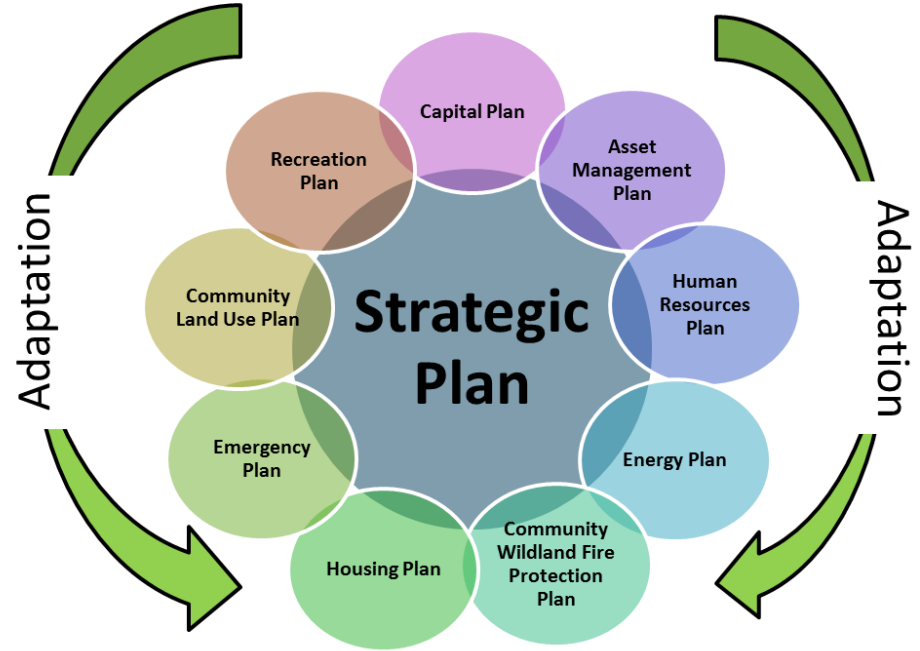 Capital Plan
Asset
Management
Plan
Human
Resources
Plan
Energy Plan
Community
Wildland Fire
Protection
Plan
Housing Plan
Emergency
Plan
Community
Land Use Plan
Recreation
Plan
Strategic
Plan
Adaptation
Adaptation